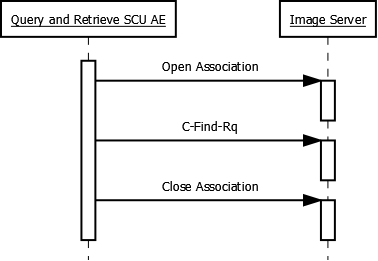 Query and Retrieve SCU AE
Image Server
Open Association
C-Find-Rq
Close Association